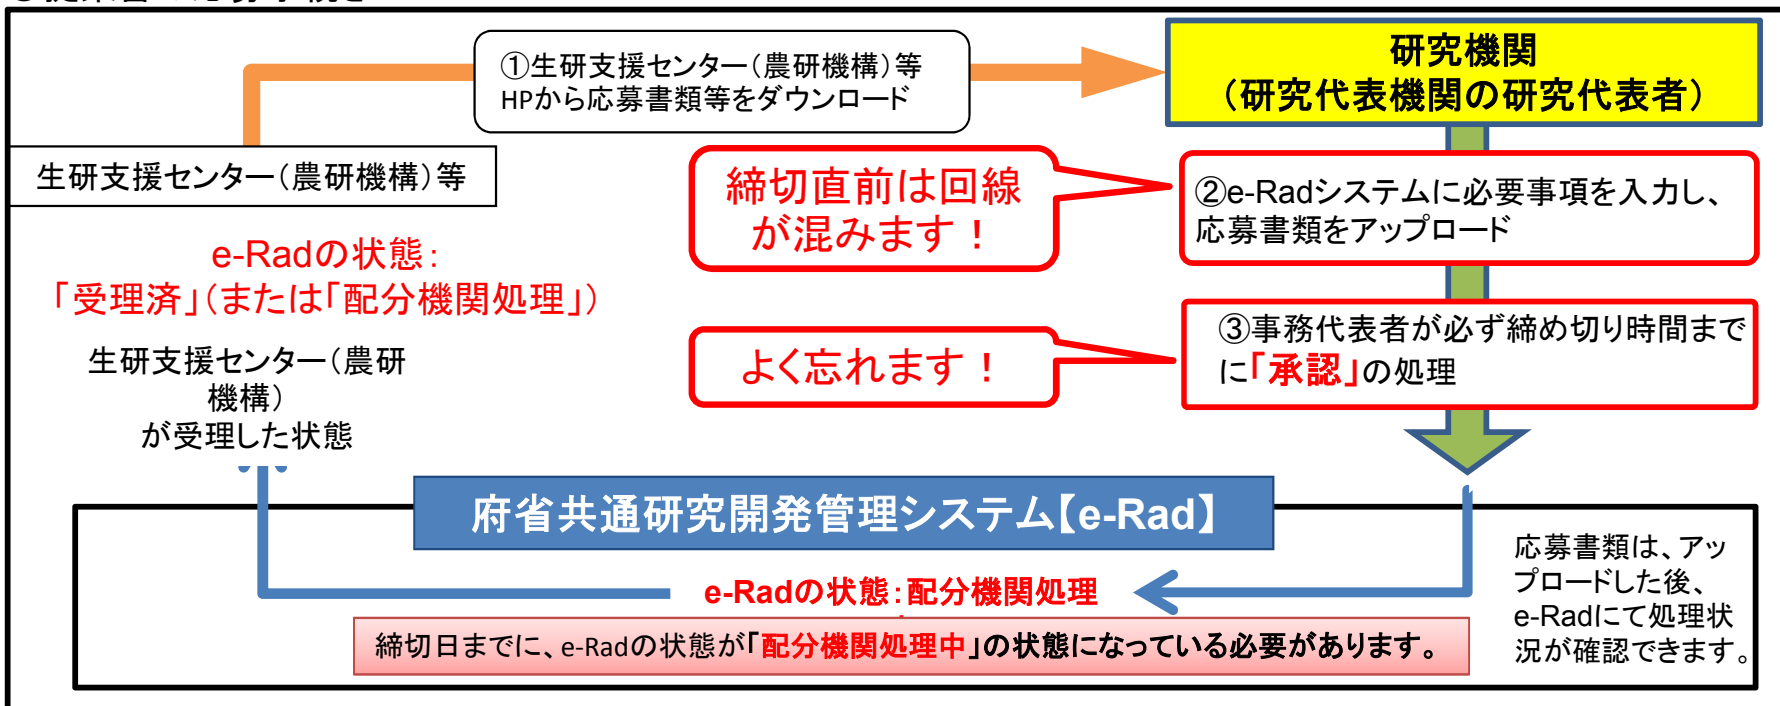 ①生研支援センター(農研機構)等
HPから応募書類等をダウンロード
研究機関
(研究代表機関の研究代表者)
生研支援センター(農研機構)等
締切直前は回線
が混みます!
②e-Radシステムに必要事項を入力し、
応募書類をアップロード
e-Radの状態:
「受理済」(または「配分機関処理」)
よく忘れます!
③事務代表者が必ず締め切り時間まで
に「承認」の処理
生研支援センター(農研
機構)
が受理した状態
府省共通研究開発管理システム【e-Rad】
e-Radの状態:配分機関処理
応募書類は、アッ
プロードした後、
e-Radにて処理状
況が確認できます。
締切日までに、e-Radの状態が「配分機関処理中」の状態になっている必要があります。